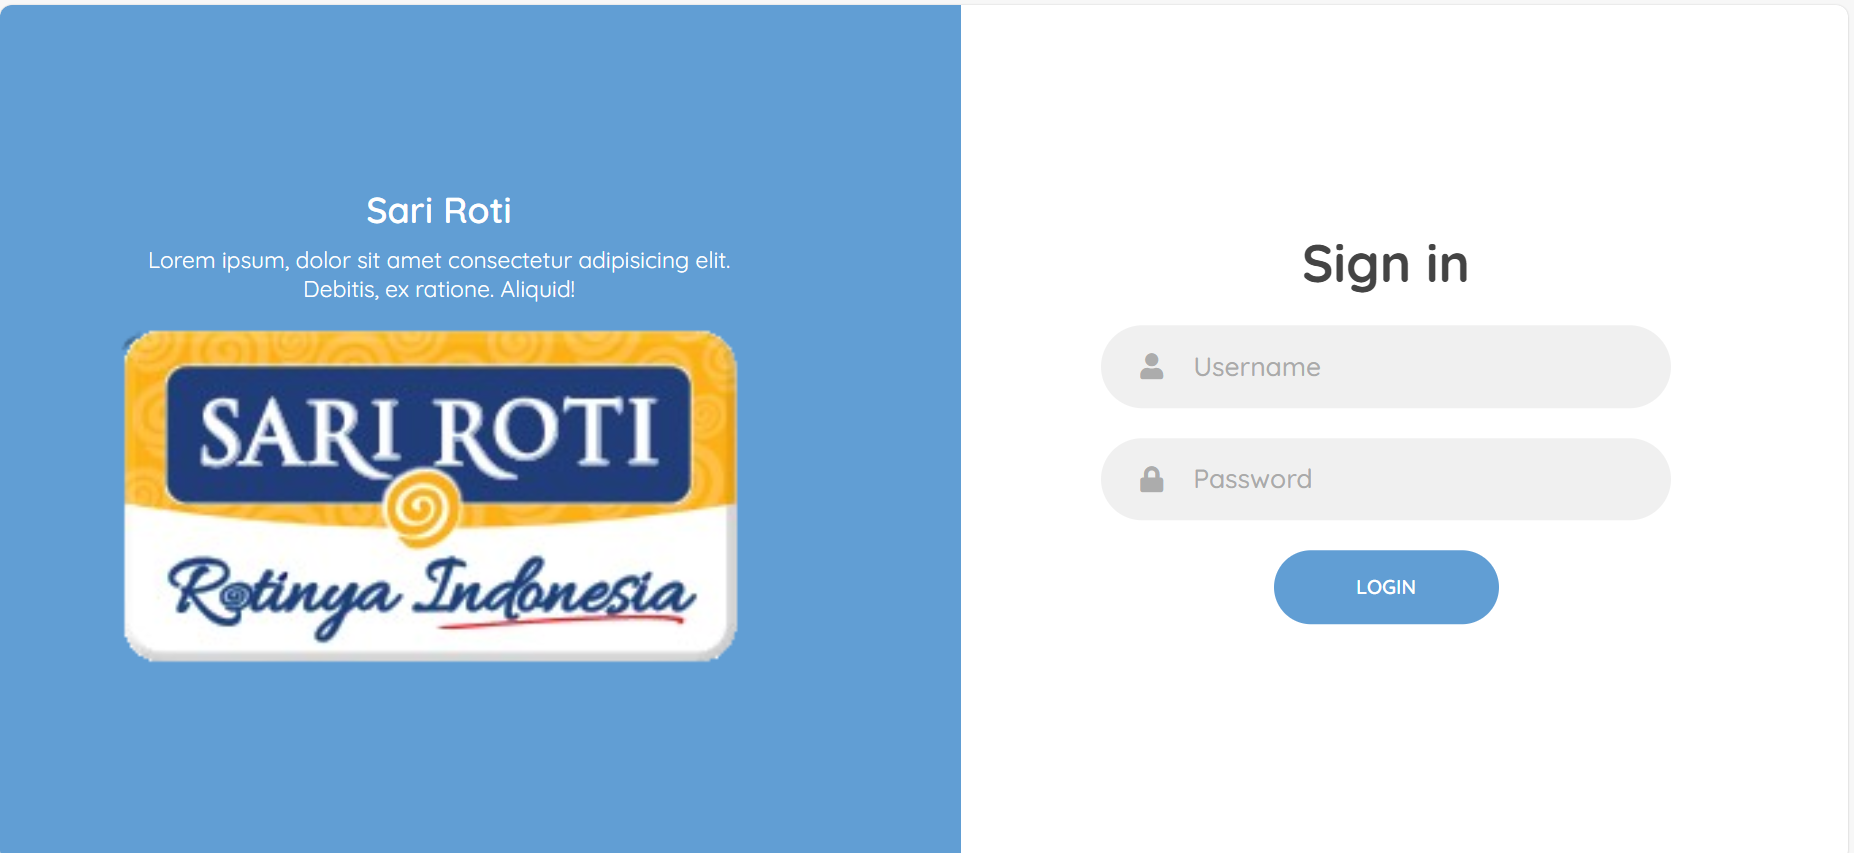 Sari Roti
Lorem ipsum, dolor sit amet consectetur adipisicing elit.
Debitis, ex ratione. Aliquid!
SARI ROTI
Rotinya Indonesia
Sign in
Username
Password
LOGIN